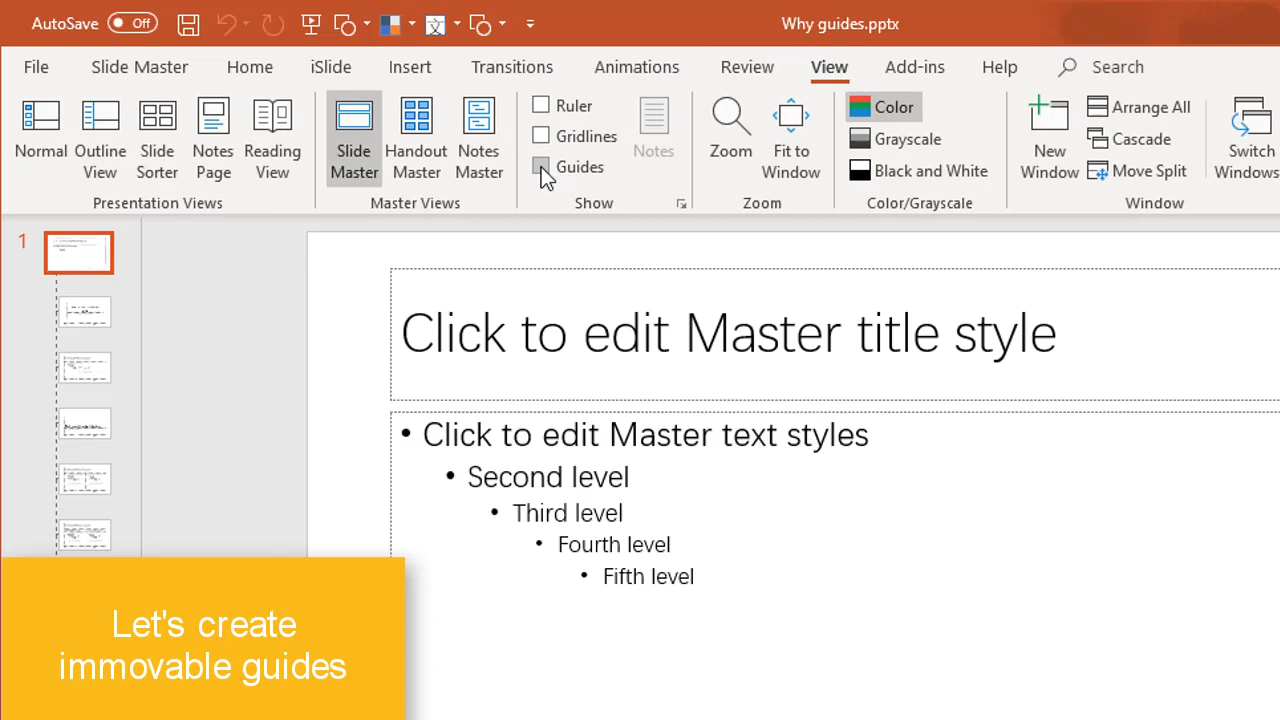 AutoSave Off
Why guides.pptx
File Slide Master Home iSlide Insert Transitions Animations Review View Add-ins Help Search
Normal
Outline View
Slide Sorter
Notes Page
Reading View
Presentation Views
Slide Master
Handout Master
Notes Master
Master Views
Ruler
Gridlines
Guides
Notes
Show
Zoom
Fit to Window
Zoom
Color
Grayscale
Black and White
Color/Grayscale
New Window
Arrange All
Cascade
Move Split
Switch Windows
Window
1
Click to edit Master title style
• Click to edit Master text styles
• Second level
• Third level
• Fourth level
• Fifth level
Let's create
immovable guides